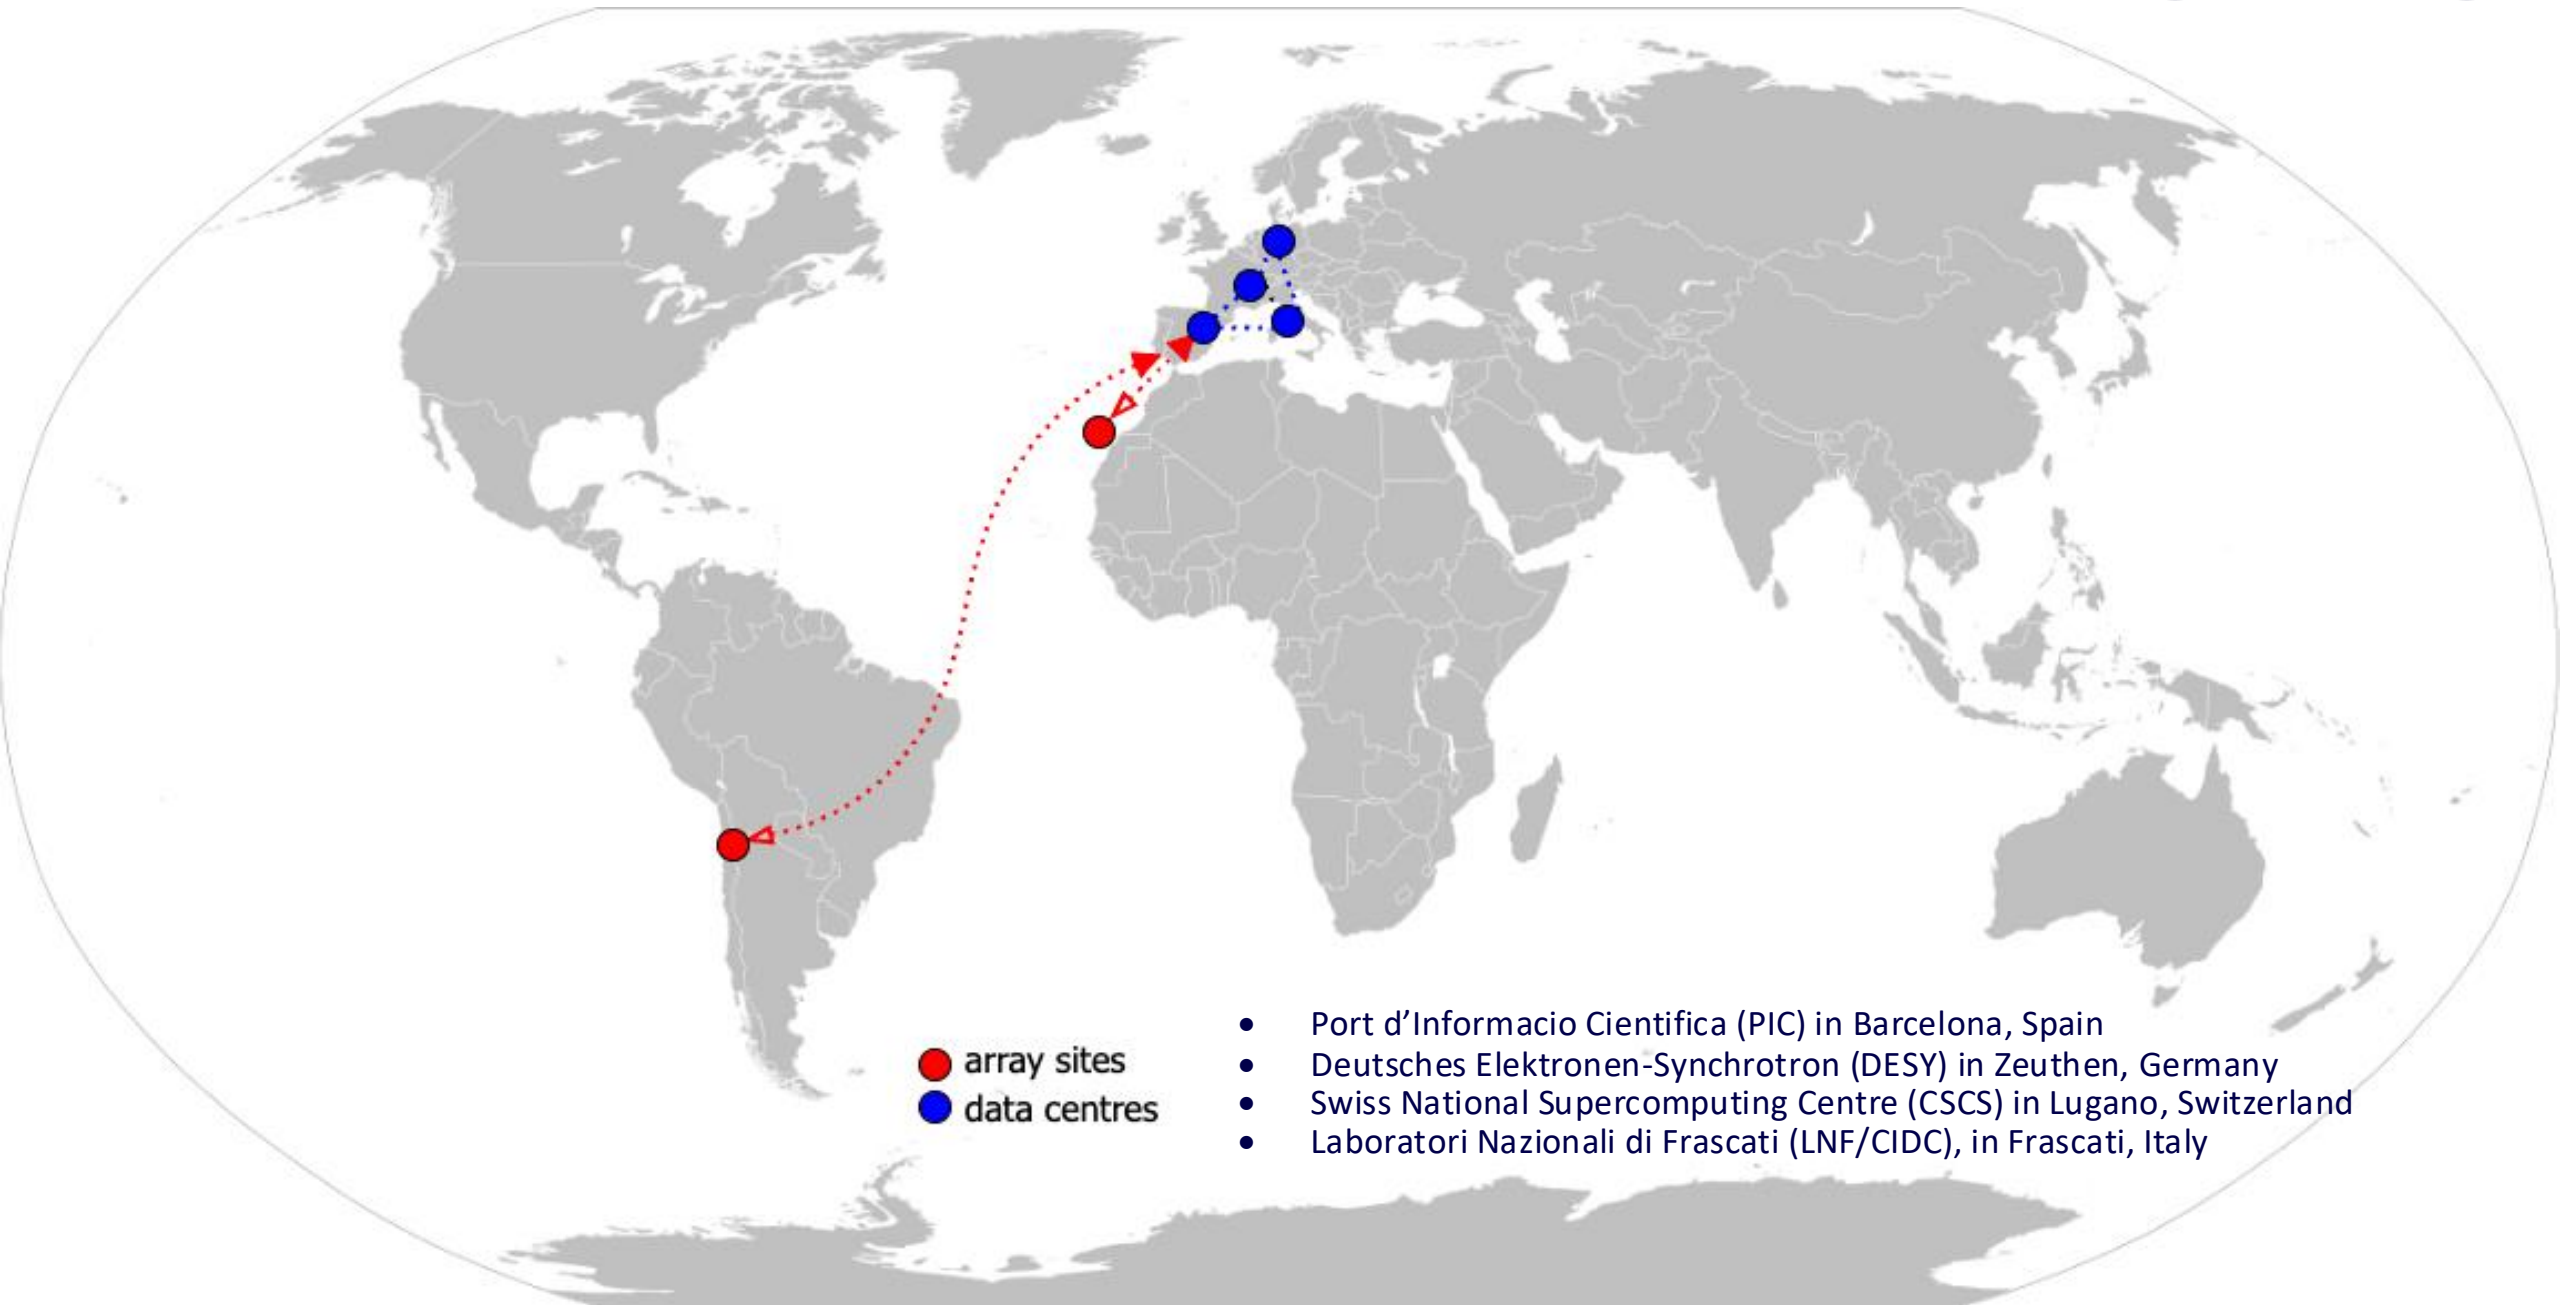 array sites
data centres
• Port d’Informacio Cientifica (PIC) in Barcelona, Spain
• Deutsches Elektronen-Synchrotron (DESY) in Zeuthen, Germany
• Swiss National Supercomputing Centre (CSCS) in Lugano, Switzerland
• Laboratori Nazionali di Frascati (LNF/CIDC), in Frascati, Italy